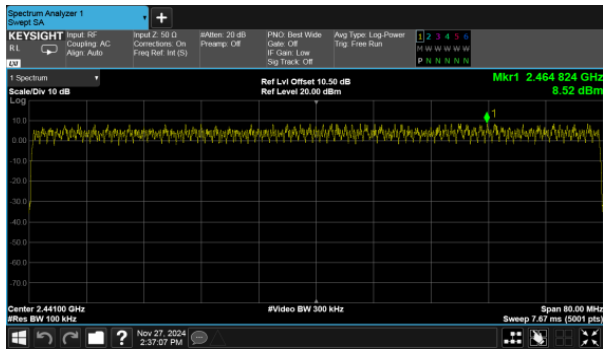 Spectrum Analyzer 1
Swept SA
+
KEYSIGHT
RL
Input: RF
Coupling: AC
Align: Auto
Input Z: 50 Ω
Corrections: On
Freq Ref: Int (S)
#Atten: 20 dB
Preamp: Off
PNO: Best Wide
Gate: Off
IF Gain: Low
Sig Track: Off
Avg Type: Log-Power
Trig: Free Run
1 2 3 4 5 6
M W W W W W
P N N N N N
1 Spectrum
Scale/Div 10 dB
Ref Lvl Offset 10.50 dB
Ref Level 20.00 dBm
Mkr1 2.464 824 GHz
8.52 dBm
Log
1
10.0
0.00
-10.0
-20.0
-30.0
-40.0
-50.0
-60.0
-70.0
Center 2.44100 GHz
#Res BW 100 kHz
#Video BW 300 kHz
Span 80.00 MHz
Sweep 7.67 ms (5001 pts)
?
Nov 27, 2024
2:37:07 PM